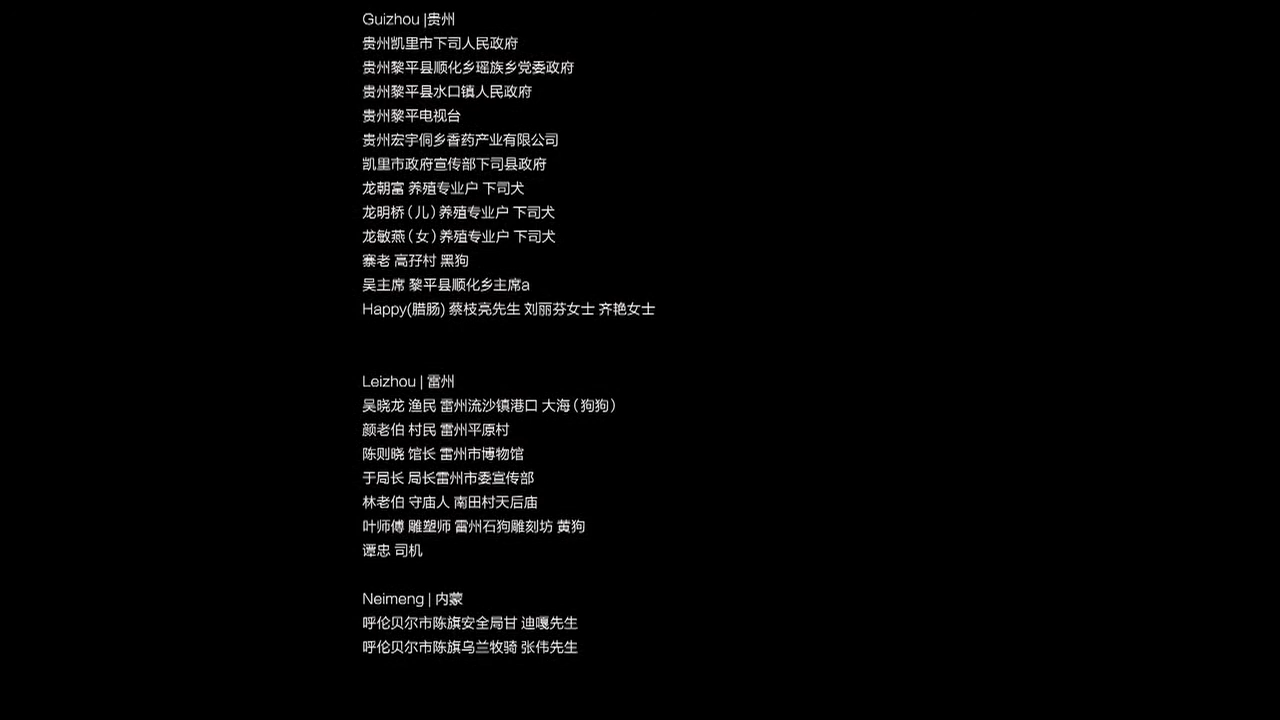 Guizhou |贵州
贵州凯里市下司人民政府
贵州黎平县顺化乡瑶族乡党委政府
贵州黎平县水口镇人民政府
贵州黎平电视台
贵州宏宇侗乡香药产业有限公司
凯里市政府宣传部下司县政府
龙朝富 养殖专业户 下司犬
龙明桥(儿)养殖专业户 下司犬
龙敏燕(女)养殖专业户 下司犬
寨老 高孖村 黑狗
吴主席 黎平县顺化乡主席a
Happy(腊肠) 蔡枝亮先生 刘丽芬女士 齐艳女士
Leizhou | 雷州
吴晓龙 渔民 雷州流沙镇港口 大海(狗狗)
颜老伯 村民 雷州平原村
陈则晓 馆长 雷州市博物馆
于局长 局长雷州市委宣传部
林老伯 守庙人 南田村天后庙
叶师傅 雕塑师 雷州石狗雕刻坊 黄狗
谭忠 司机
Neimeng | 内蒙
呼伦贝尔市陈旗安全局甘 迪嘎先生
呼伦贝尔市陈旗乌兰牧骑 张伟先生